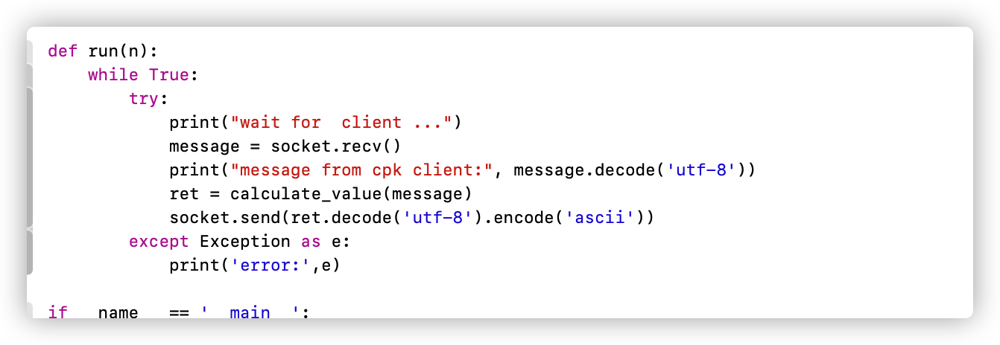 def run(n):
    while True:
        try:
            print("wait for  client ...")
            message = socket.recv()
            print("message from cpk client:", message.decode('utf-8'))
            ret = calculate_value(message)
            socket.send(ret.decode('utf-8').encode('ascii'))
        except Exception as e:
            print('error:',e)
if   name   == '  main  ':